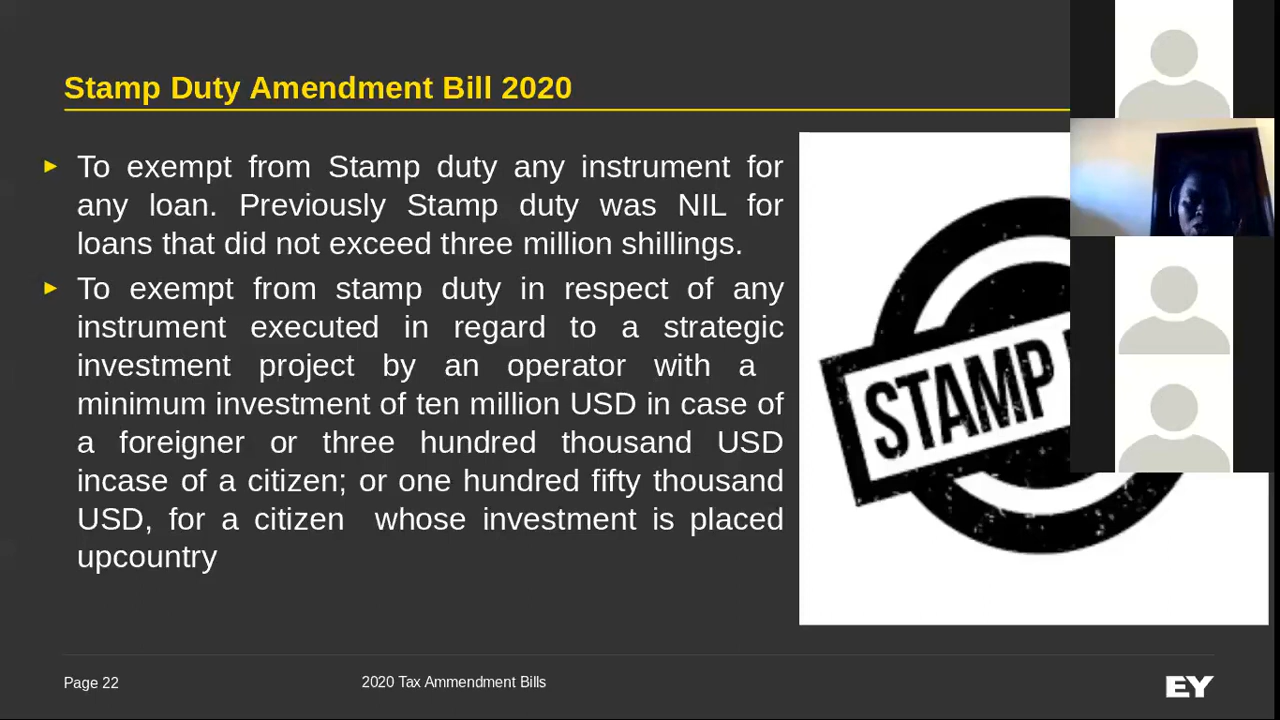 Stamp Duty Amendment Bill 2020
To exempt from Stamp duty any instrument for
any loan. Previously Stamp duty was NIL for
loans that did not exceed three million shillings.
To exempt from stamp duty in respect of any
instrument executed in regard to a strategic
investment project by an operator with a
minimum investment of ten million USD in case of
a foreigner or three hundred thousand USD
incase of a citizen; or one hundred fifty thousand
USD, for a citizen whose investment is placed
upcountry
STAMP
Page 22
2020 Tax Ammendment Bills
EY